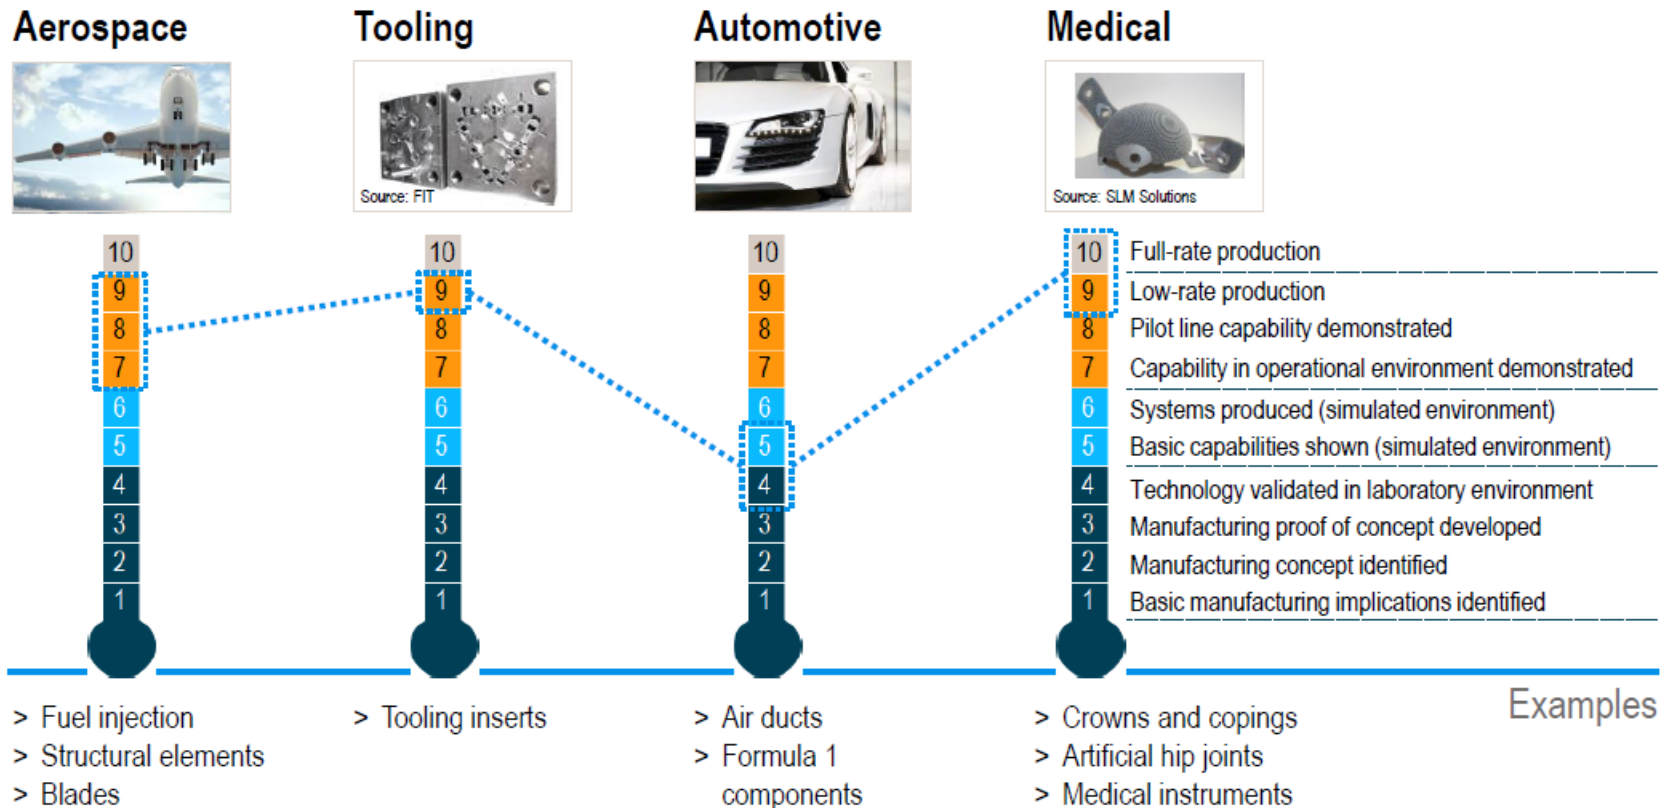 Aerospace
Tooling
Automotive
Medical
Source: FIT
Source: SLM Solutions
10
9
8
7
6
5
4
3
2
1
10
9
8
7
6
5
4
3
2
1
10
9
8
7
6
5
4
3
2
1
10 Full-rate production
9 Low-rate production
8 Pilot line capability demonstrated
7 Capability in operational environment demonstrated
6 Systems produced (simulated environment)
5 Basic capabilities shown (simulated environment)
4 Technology validated in laboratory environment
3 Manufacturing proof of concept developed
2 Manufacturing concept identified
1 Basic manufacturing implications identified
Examples
> Fuel injection
> Structural elements
> Blades
> Tooling inserts
> Air ducts
> Formula 1
components
> Crowns and copings
> Artificial hip joints
> Medical instruments